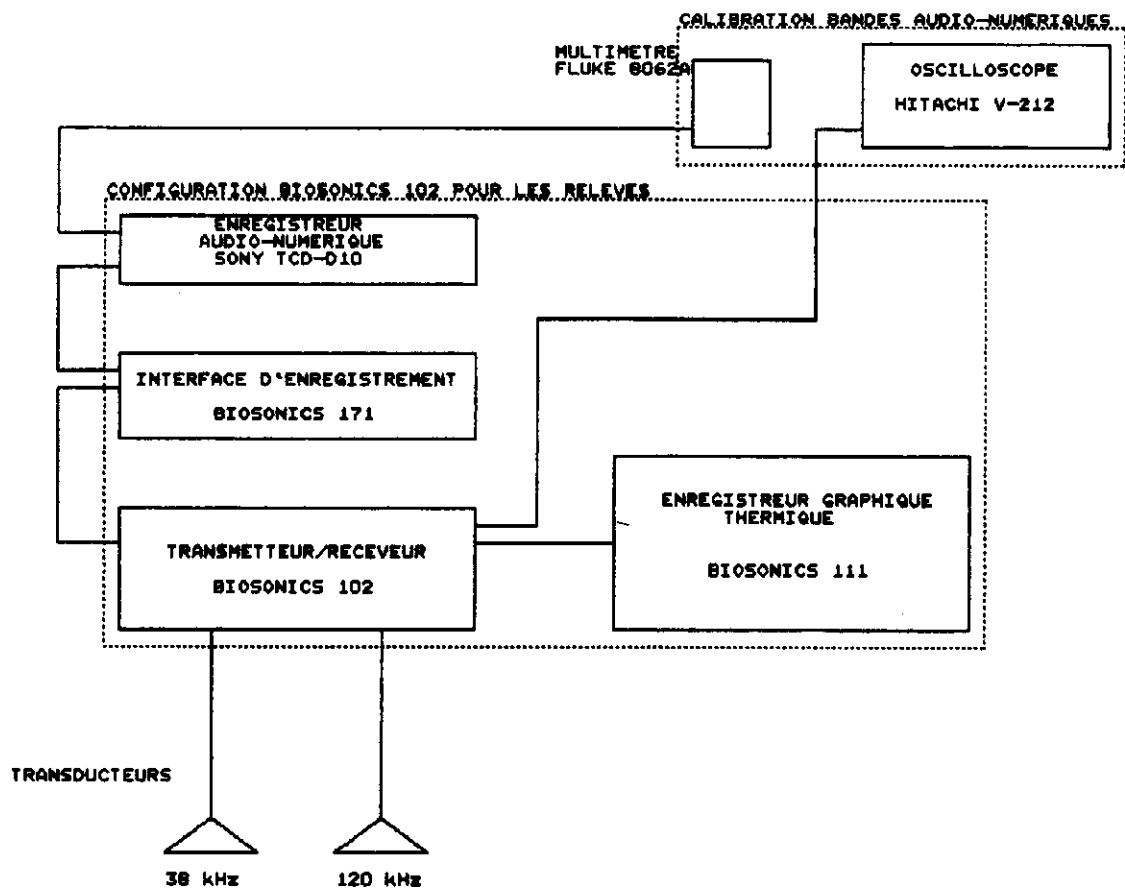 CALIBRATION BANDES AUDIO-NUMERIQUES
MULTIMETRE
FLUKE 8062A
OSCILLOSCOPE
HITACHI V-212
CONFIGURATION BIOSONICS 102 POUR LES RELEVES
ENREGISTREUR
AUDIO-NUMERIQUE
SONY TCD-D10
INTERFACE D'ENREGISTREMENT
BIOSONICS 171
ENREGISTREUR GRAPHIQUE
THERMIQUE
BIOSONICS 111
TRANSMETTEUR/RECEVEUR
BIOSONICS 102
TRANSDUCTEURS
38 kHz
120 kHz